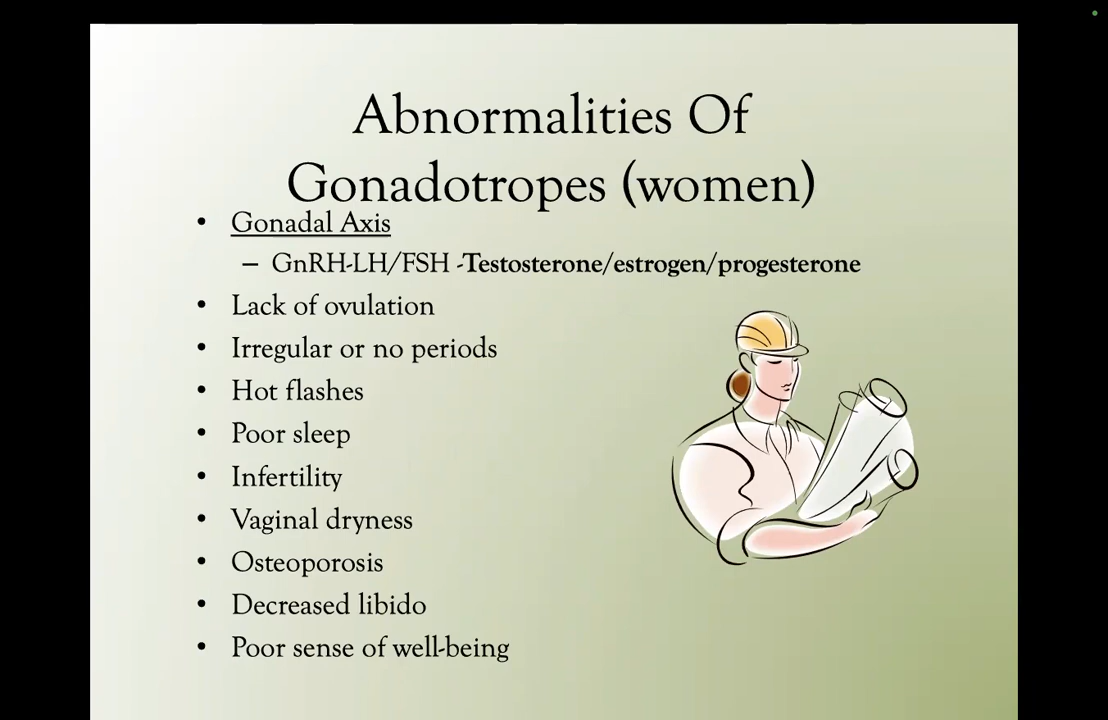 Abnormalities Of
Gonadotropes (women)
• Gonadal Axis
– GnRH-LH/FSH -Testosterone/estrogen/progesterone
• Lack of ovulation
• Irregular or no periods
• Hot flashes
• Poor sleep
• Infertility
• Vaginal dryness
• Osteoporosis
• Decreased libido
• Poor sense of well-being